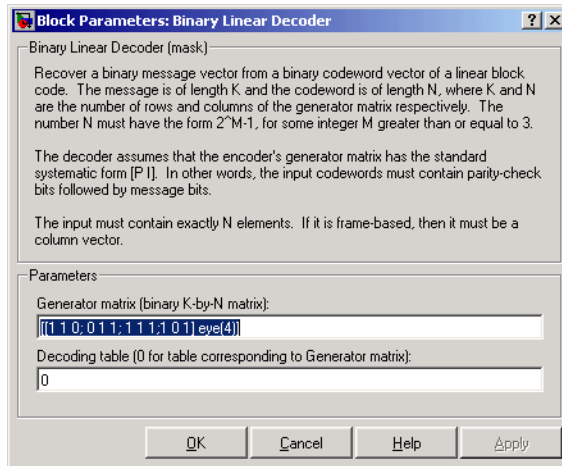 Block Parameters: Binary Linear Decoder
Binary Linear Decoder (mask)
Recover a binary message vector from a binary codeword vector of a linear block
code. The message is of length K and the codeword is of length N, where K and N
are the number of rows and columns of the generator matrix respectively. The
number N must have the form 2^M-1, for some integer M greater than or equal to 3.
The decoder assumes that the encoder's generator matrix has the standard
systematic form [P I]. In other words, the input codewords must contain parity-check
bits followed by message bits.
The input must contain exactly N elements. If it is frame-based, then it must be a
column vector.
Parameters
Generator matrix (binary K-by-N matrix):
[[1 1 0; 0 1 1; 1 1 1;1 0 1] eye(4)]
Decoding table (0 for table corresponding to Generator matrix):
0
OK Cancel Help Apply